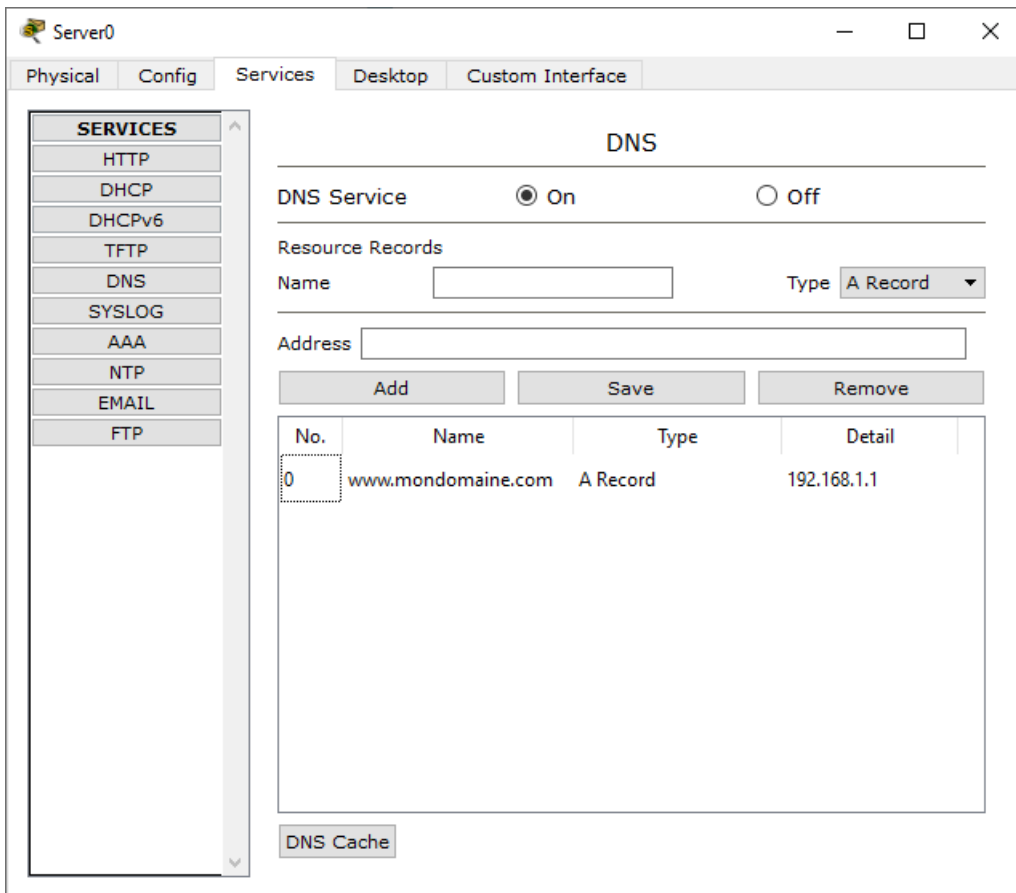 Server0
Physical Config Services Desktop Custom Interface
SERVICES
HTTP
DHCP
DHCPv6
TFTP
DNS
SYSLOG
AAA
NTP
EMAIL
FTP
DNS
DNS Service On Off
Resource Records
Name Type A Record
Address
Add Save Remove
No. Name Type Detail
0 www.mondomaine.com A Record 192.168.1.1
DNS Cache